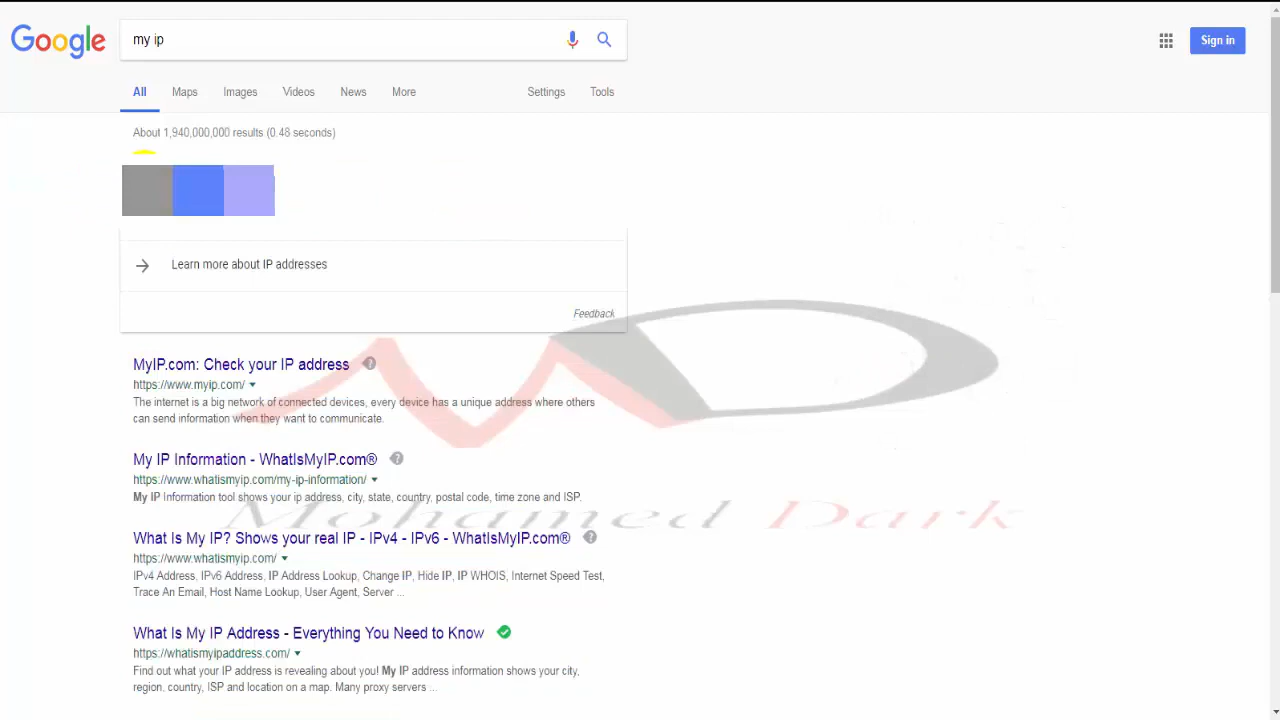 Google
my ip
Sign in
All Maps Images Videos News More Settings Tools
About 1,940,000,000 results (0.48 seconds)
Learn more about IP addresses
Feedback
MyIP.com: Check your IP address
https://www.myip.com/
The internet is a big network of connected devices, every device has a unique address where others
can send information when they want to communicate.
My IP Information - WhatIsMyIP.com®
https://www.whatismyip.com/my-ip-information/
My IP Information tool shows your ip address, city, state, country, postal code, time zone and ISP.
Mohamed Dark
What Is My IP? Shows your real IP - IPv4 - IPv6 - WhatIsMyIP.com®
https://www.whatismyip.com/
IPv4 Address, IPv6 Address, IP Address Lookup, Change IP, Hide IP, IP WHOIS, Internet Speed Test,
Trace An Email, Host Name Lookup, User Agent, Server ...
What Is My IP Address - Everything You Need to Know
https://whatismyipaddress.com/
Find out what your IP address is revealing about you! My IP address information shows your city,
region, country, ISP and location on a map. Many proxy servers ...